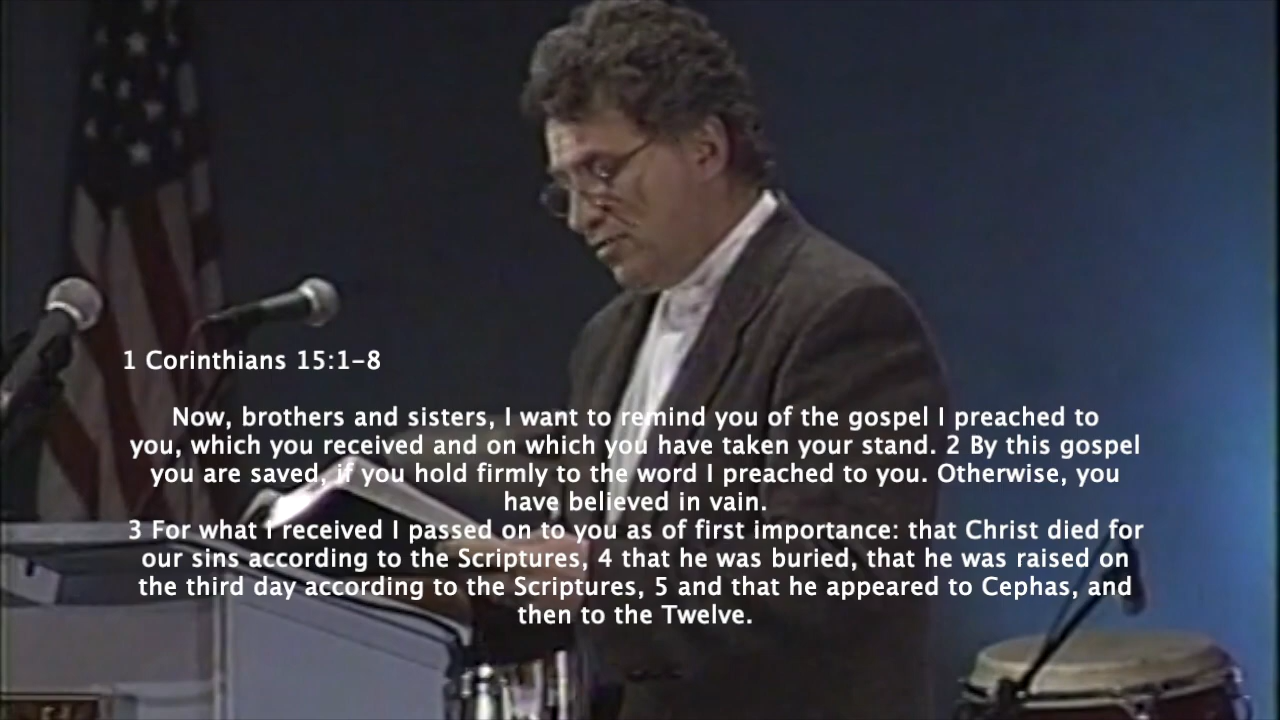 1 Corinthians 15:1-8
Now, brothers and sisters, I want to remind you of the gospel I preached to
you, which you received and on which you have taken your stand. 2 By this gospel
you are saved, if you hold firmly to the word I preached to you. Otherwise, you
have believed in vain.
3 For what I received I passed on to you as of first importance: that Christ died for
our sins according to the Scriptures, 4 that he was buried, that he was raised on
the third day according to the Scriptures, 5 and that he appeared to Cephas, and
then to the Twelve.